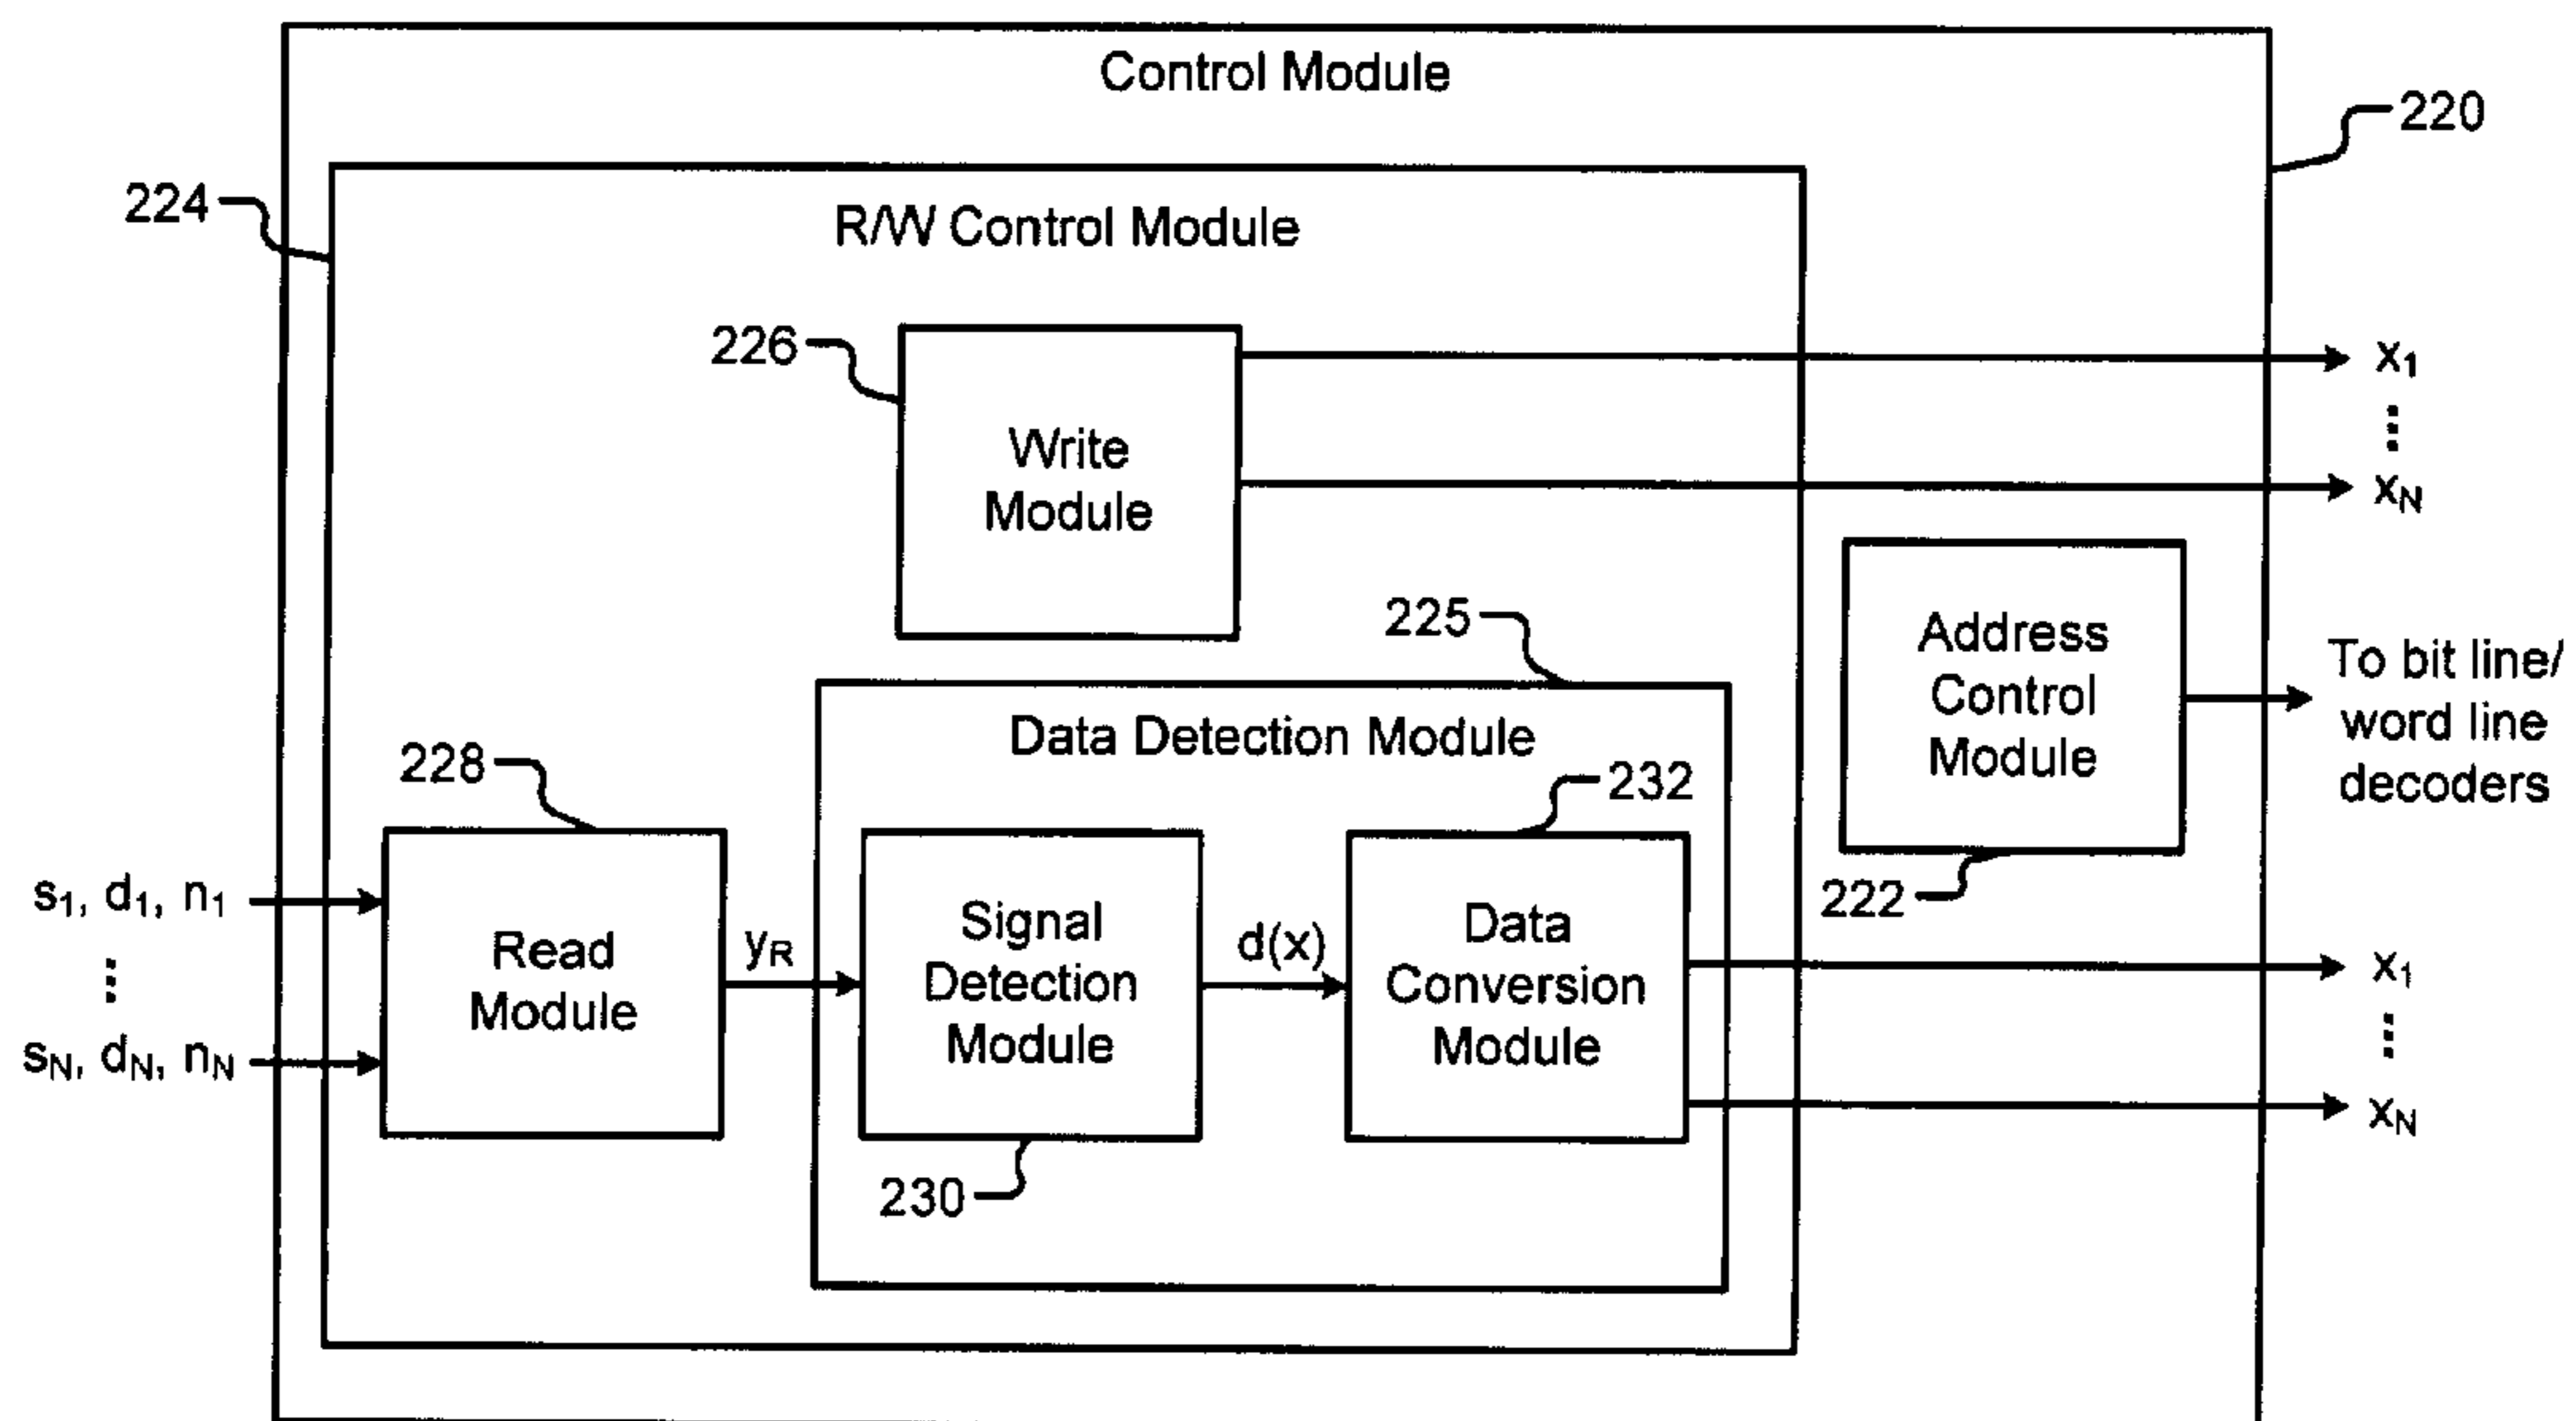 Control Module
220
224
R/W Control Module
226
Write
Module
x1
⋮
xN
225
Address
Control
Module
To bit line/
word line
decoders
222
Data Detection Module
228
232
s1, d1, n1
⋮
sN, dN, nN
Read
Module
yR
Signal
Detection
Module
d(x)
Data
Conversion
Module
230
x1
⋮
xN